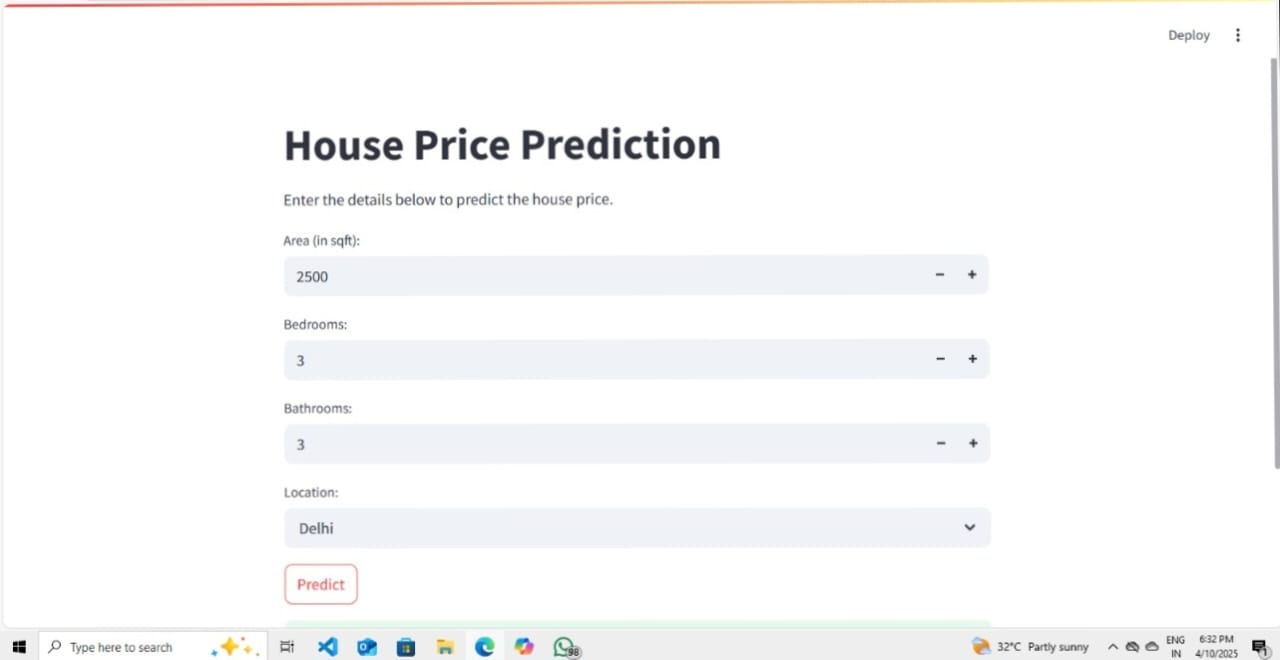 Deploy
House Price Prediction
Enter the details below to predict the house price.
Area (in sqft):
2500
Bedrooms:
3
Bathrooms:
3
Location:
Delhi
Predict
Type here to search
98
32°C Partly sunny
ENG
IN
6:32 PM
4/10/2025
1